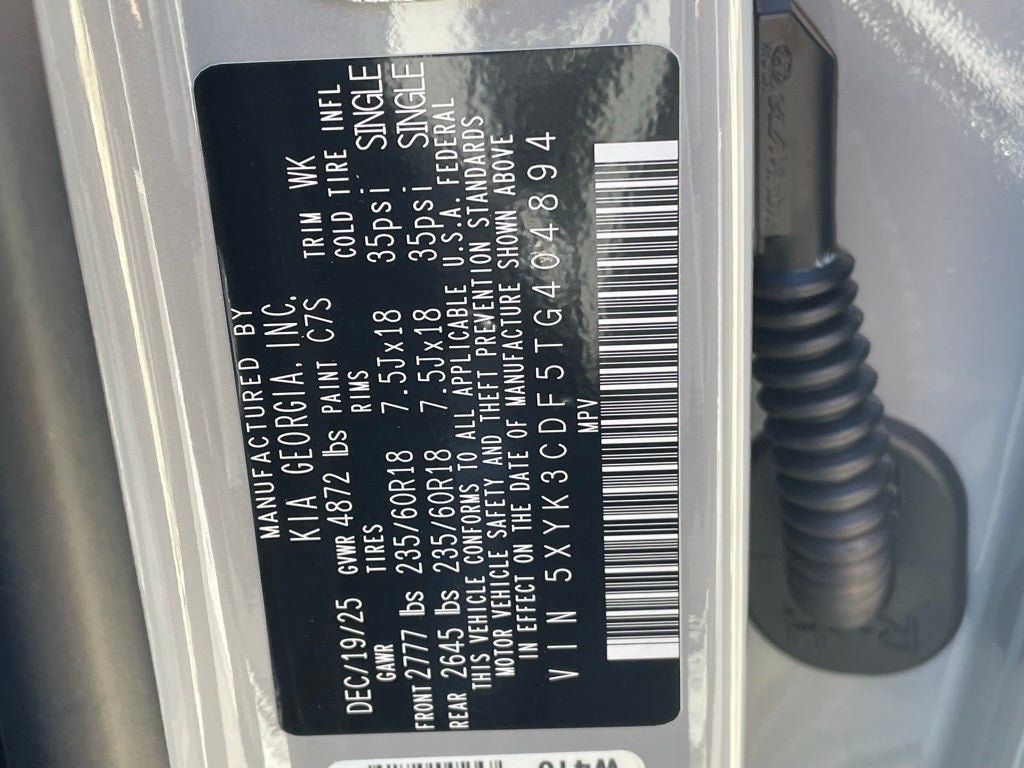 MANUFACTURED BY
KIA GEORGIA, INC.
DEC/19/25 GVWR 4872 lbs PAINT C7S TRIM WK
GAWR TIRES RIMS COLD TIRE INFL
FRONT 2777 lbs 235/60R18 7.5Jx18 35psi SINGLE
REAR 2645 lbs 235/60R18 7.5Jx18 35psi SINGLE
THIS VEHICLE CONFORMS TO ALL APPLICABLE U.S.A. FEDERAL
MOTOR VEHICLE SAFETY AND THEFT PREVENTION STANDARDS
IN EFFECT ON THE DATE OF MANUFACTURE SHOWN ABOVE
VIN 5XYK3CDF5TG404894
MPV